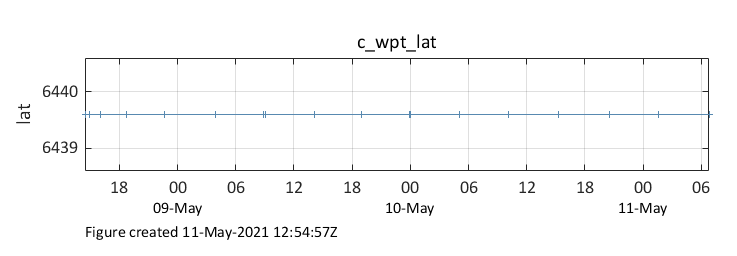 c_wpt_lat
lat
6440
6439
18 00 06 12 18 00 06 12 18 00 06
09-May 10-May 11-May
Figure created 11-May-2021 12:54:57Z